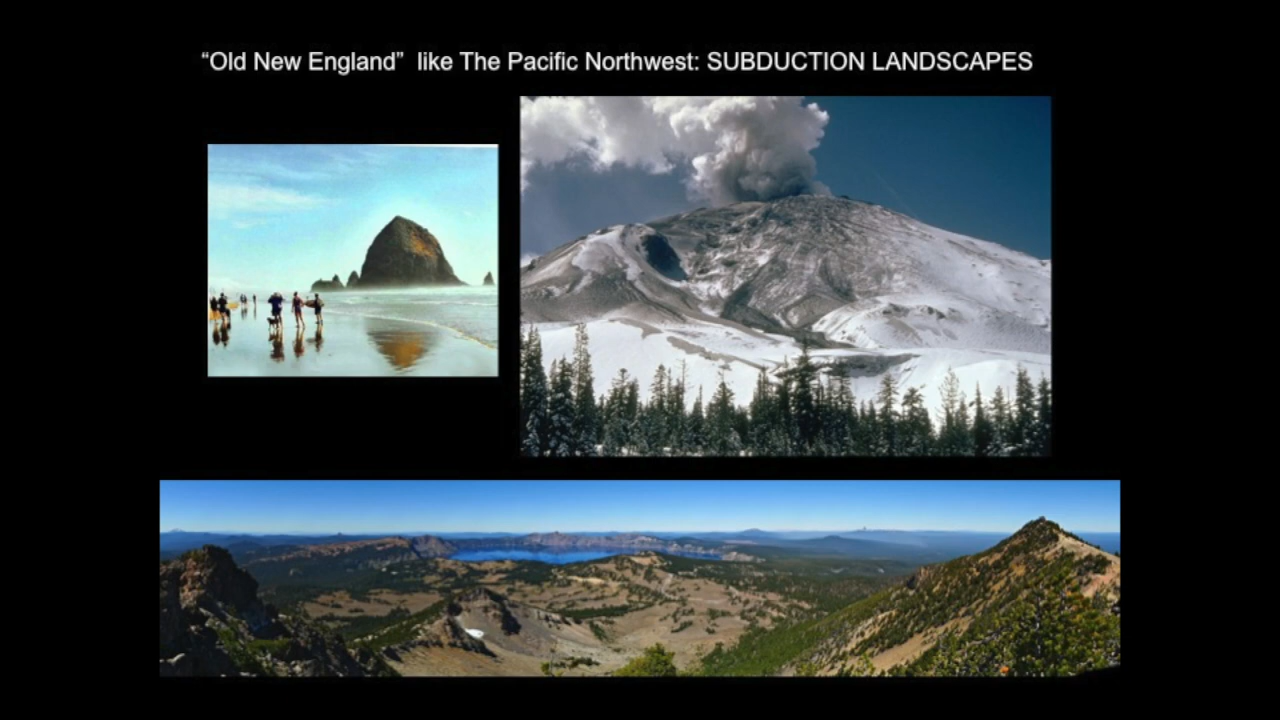 “Old New England”  like The Pacific Northwest: SUBDUCTION LANDSCAPES